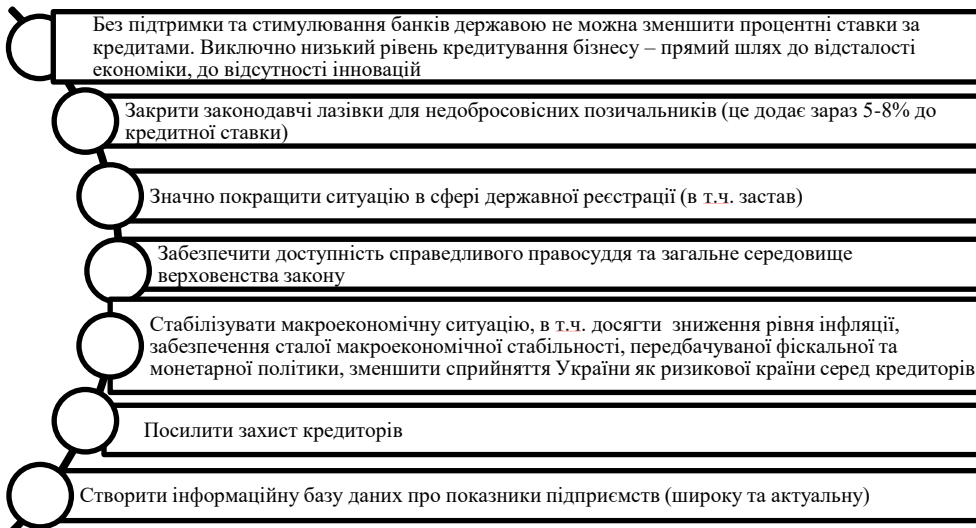 Без підтримки та стимулювання банків державою не можна зменшити процентні ставки за
кредитами. Виключно низький рівень кредитування бізнесу – прямий шлях до відсталості
економіки, до відсутності інновацій
Закрити законодавчі лазівки для недобросовісних позичальників (це додає зараз 5-8% до
кредитної ставки)
Значно покращити ситуацію в сфері державної реєстрації (в т.ч. застав)
Забезпечити доступність справедливого правосуддя та загальне середовище
верховенства закону
Стабілізувати макроекономічну ситуацію, в т.ч. досягти зниження рівня інфляції,
забезпечення сталої макроекономічної стабільності, передбачуваної фіскальної та
монетарної політики, зменшити сприйняття України як ризикової країни серед кредиторів
Посилити захист кредиторів
Створити інформаційну базу даних про показники підприємств (широку та актуальну)